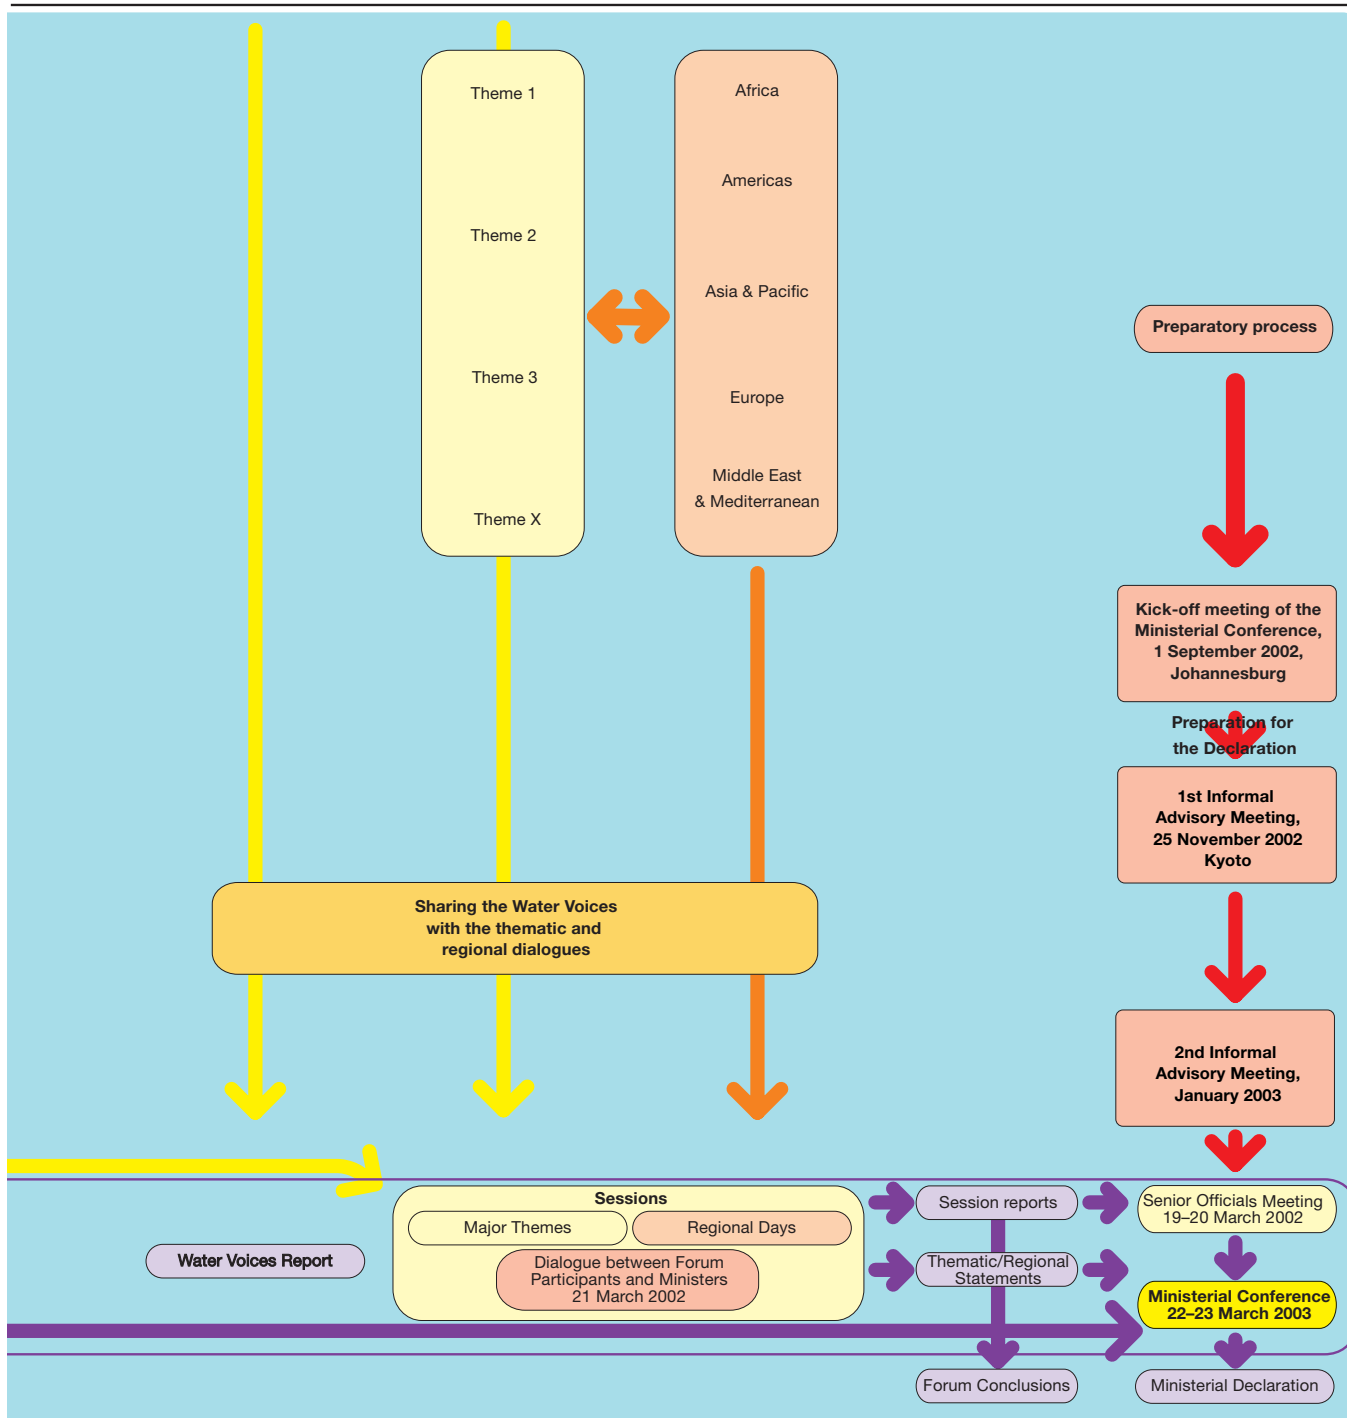 Theme 1
Theme 2
Theme 3
Theme X
Africa
Americas
Asia & Pacific
Europe
Middle East
& Mediterranean
Preparatory process
Kick-off meeting of the
Ministerial Conference,
1 September 2002,
Johannesburg
Preparation for
the Declaration
1st Informal
Advisory Meeting,
25 November 2002
Kyoto
Sharing the Water Voices
with the thematic and
regional dialogues
2nd Informal
Advisory Meeting,
January 2003
Water Voices Report
Sessions
Major Themes
Regional Days
Dialogue between Forum
Participants and Ministers
21 March 2002
Session reports
Thematic/Regional
Statements
Forum Conclusions
Senior Officials Meeting
19–20 March 2002
Ministerial Conference
22–23 March 2003
Ministerial Declaration